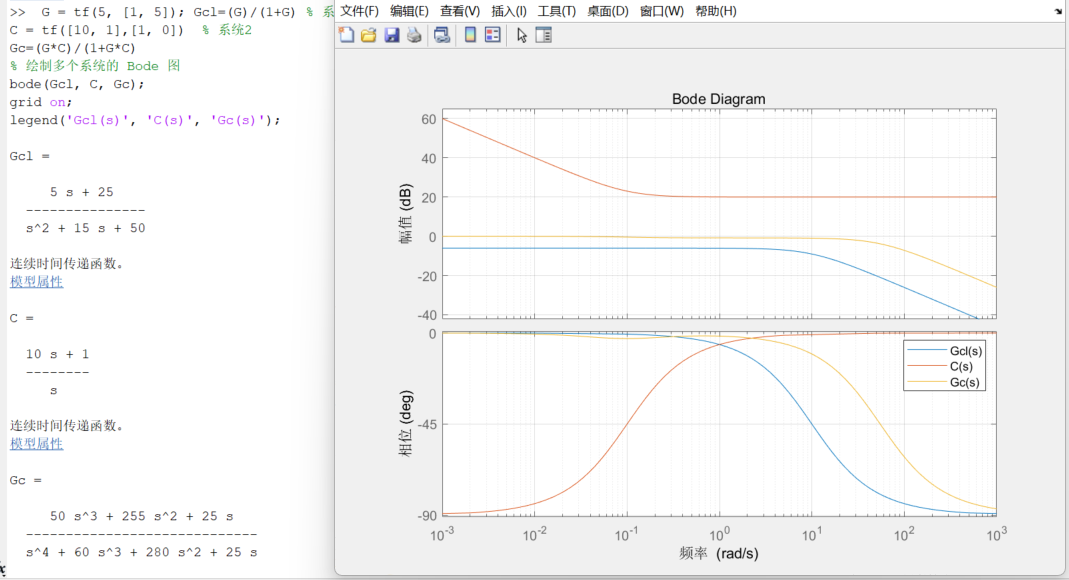 >>  G = tf(5, [1, 5]); Gcl=(G)/(1+G) % 系
C = tf([10, 1],[1, 0])  % 系统2
Gc=(G*C)/(1+G*C)
% 绘制多个系统的 Bode 图
bode(Gcl, C, Gc);
grid on;
legend('Gcl(s)', 'C(s)', 'Gc(s)');
Gcl =
5 s + 25
---------------
s^2 + 15 s + 50
连续时间传递函数。
模型属性
C =
10 s + 1
--------
s
连续时间传递函数。
模型属性
Gc =
50 s^3 + 255 s^2 + 25 s
-----------------------------
s^4 + 60 s^3 + 280 s^2 + 25 s
文件(F) 编辑(E) 查看(V) 插入(I) 工具(T) 桌面(D) 窗口(W) 帮助(H)
Bode Diagram
幅值 (dB)
60
40
20
0
-20
-40
相位 (deg)
0
-45
-90
Gcl(s)
C(s)
Gc(s)
10^-3 10^-2 10^-1 10^0 10^1 10^2 10^3
频率 (rad/s)